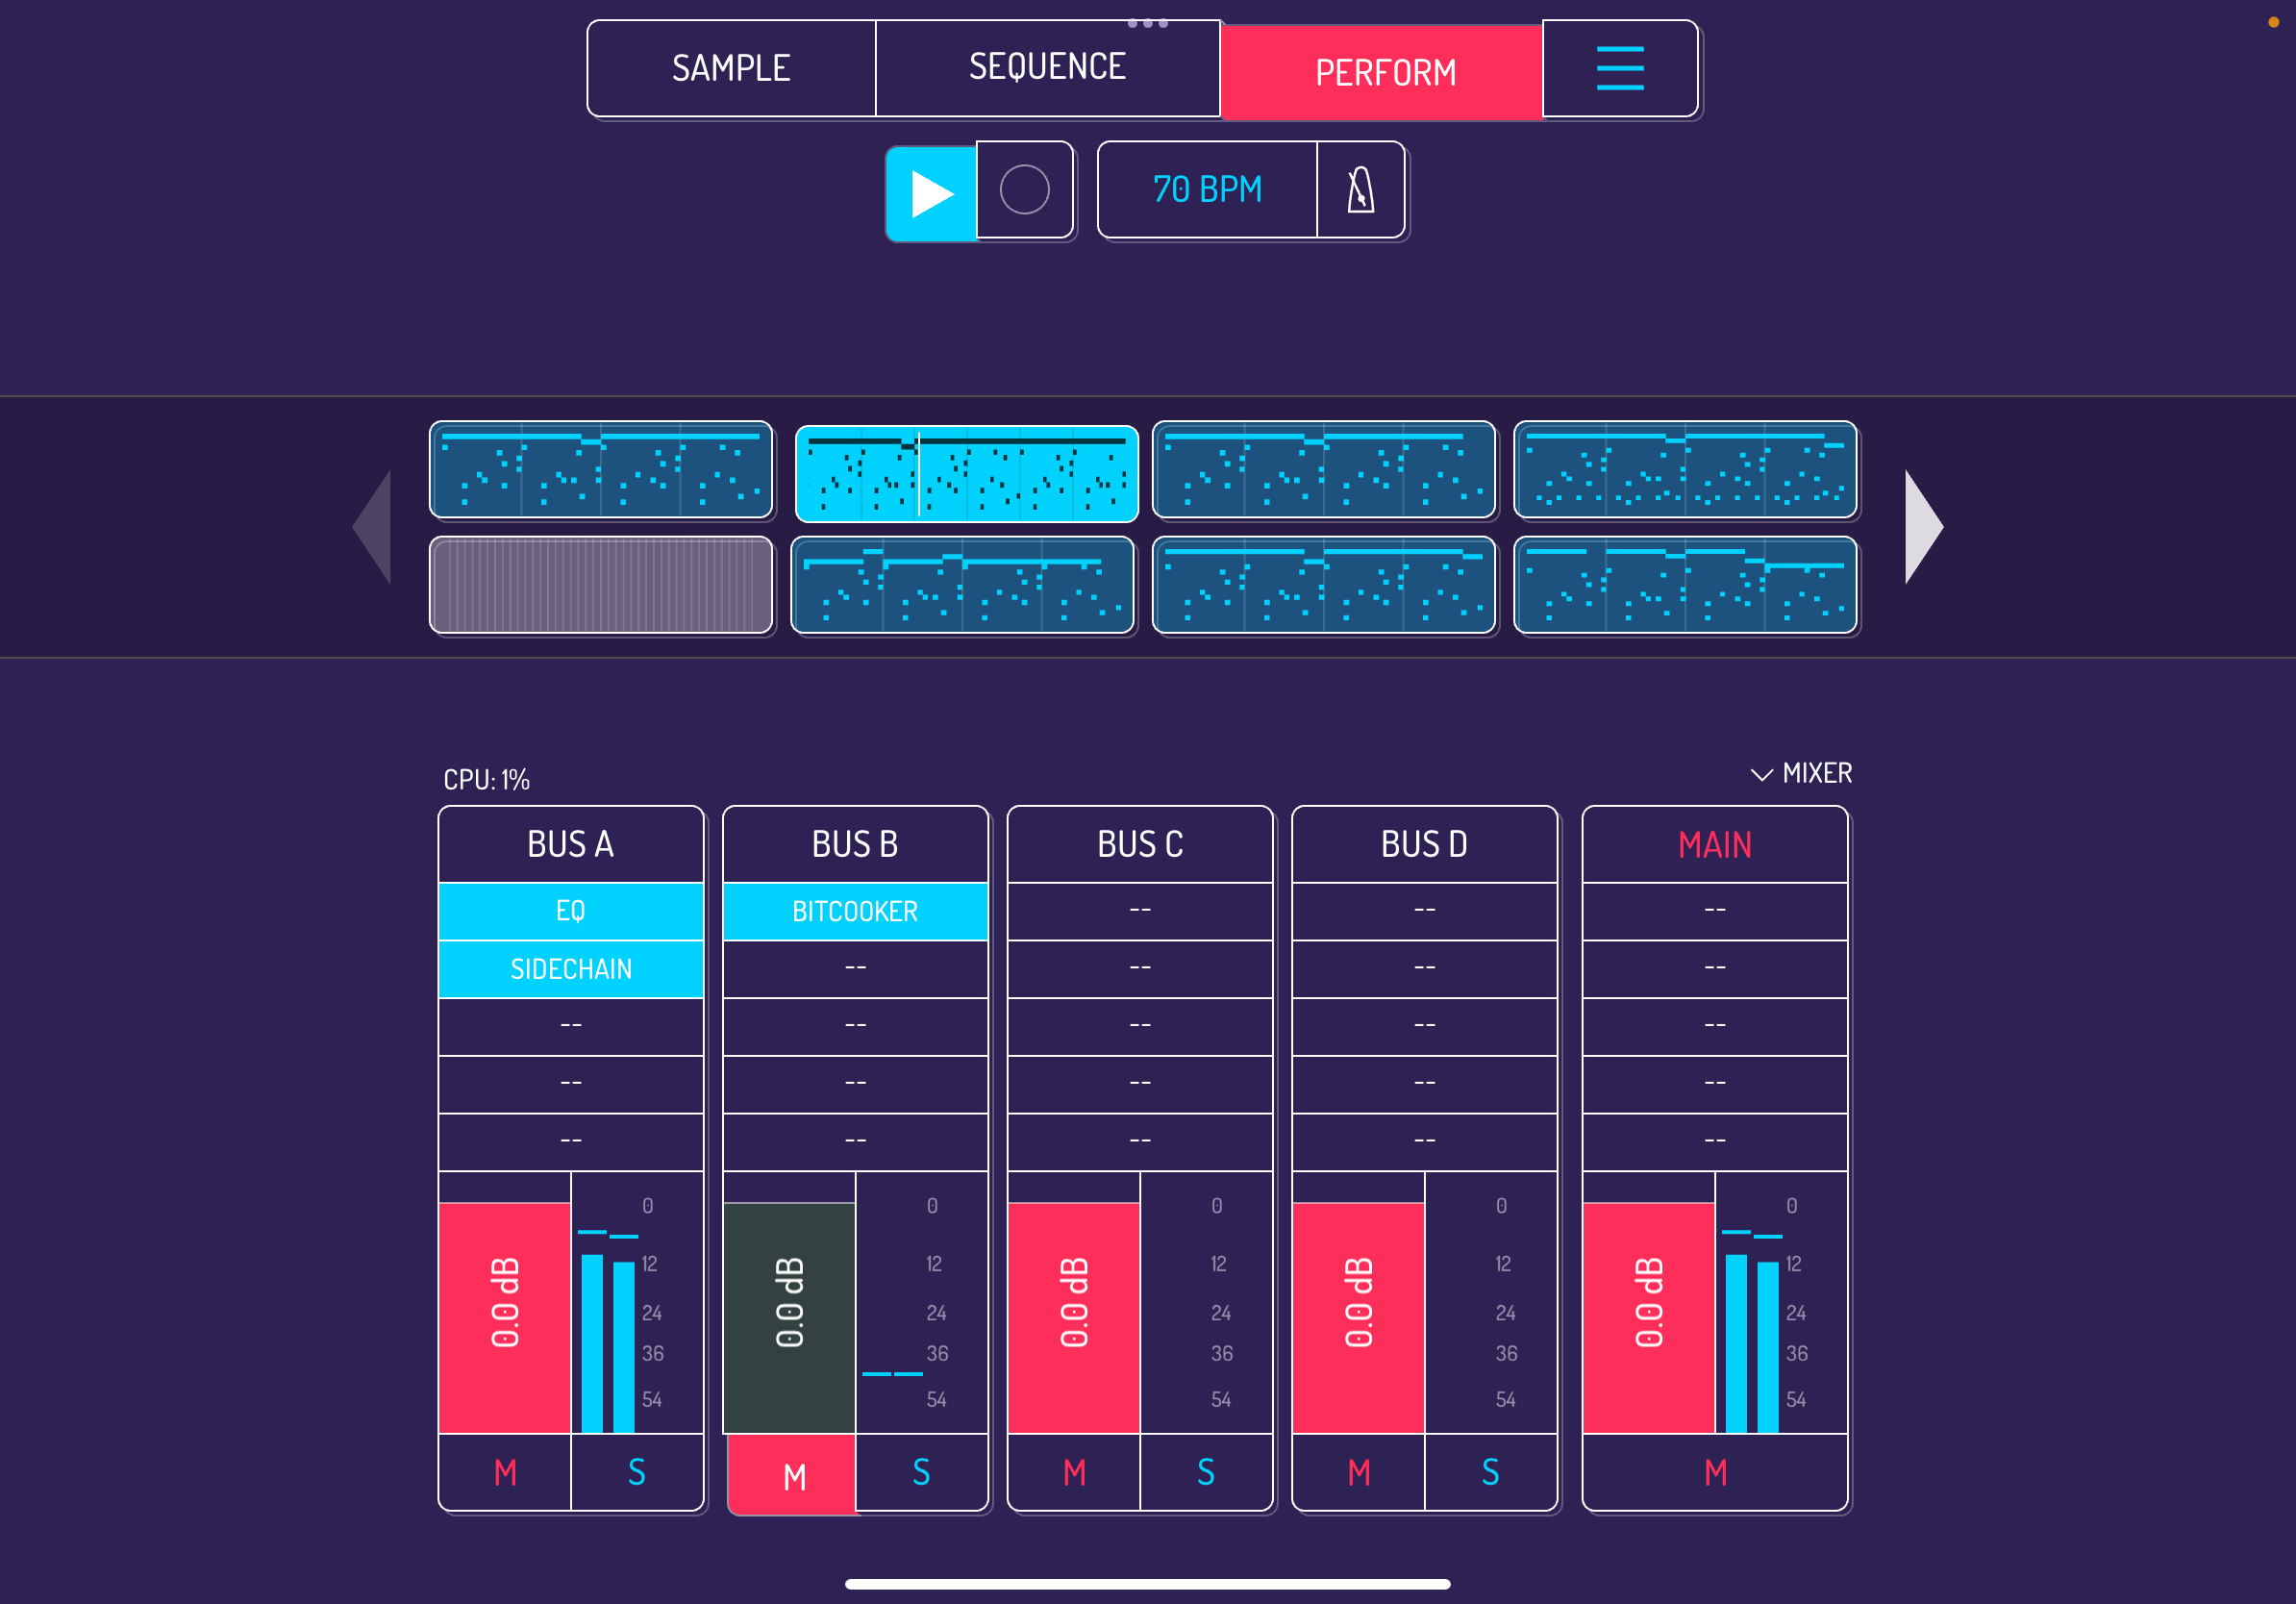 SAMPLE SEQUENCE PERFORM
70 BPM
CPU: 1% MIXER
BUS A BUS B BUS C BUS D MAIN
EQ BITCOOKER -- -- --
SIDECHAIN -- -- -- --
-- -- -- -- --
-- -- -- -- --
-- -- -- -- --
0 0 0 0 0
0.0 dB 12 0.0 dB 12 0.0 dB 12 0.0 dB 12 0.0 dB 12
24 24 24 24 24
36 36 36 36 36
54 54 54 54 54
M S M S M S M S M